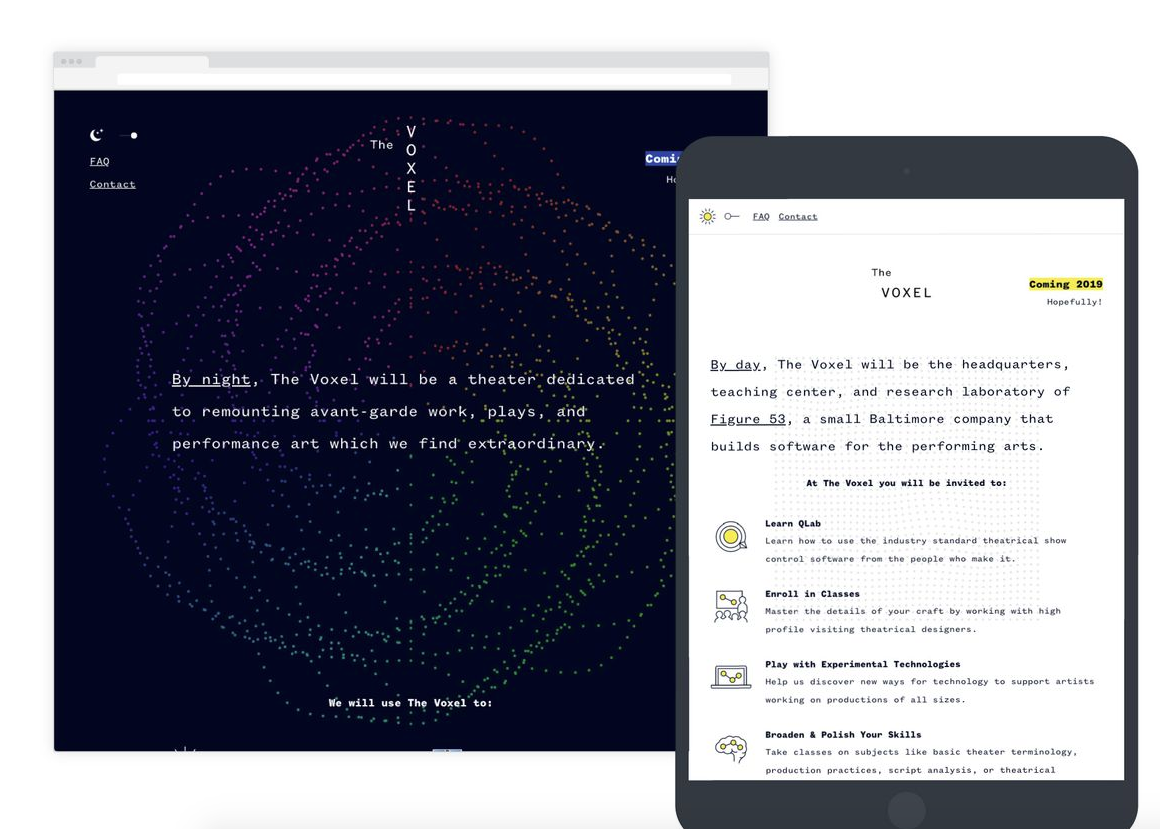 The
VOXEL
FAQ
Contact
By night, The Voxel will be a theater dedicated
to remounting avant-garde work, plays, and
performance art which we find extraordinary.
We will use The Voxel to:
FAQ Contact
The
VOXEL
Coming 2019
Hopefully!
By day, The Voxel will be the headquarters,
teaching center, and research laboratory of
Figure 53, a small Baltimore company that
builds software for the performing arts.
At The Voxel you will be invited to:
Learn QLab
Learn how to use the industry standard theatrical show
control software from the people who make it.
Enroll in Classes
Master the details of your craft by working with high
profile visiting theatrical designers.
Play with Experimental Technologies
Help us discover new ways for technology to support artists
working on productions of all sizes.
Broaden & Polish Your Skills
Take classes on subjects like basic theater terminology,
production practices, script analysis, or theatrical